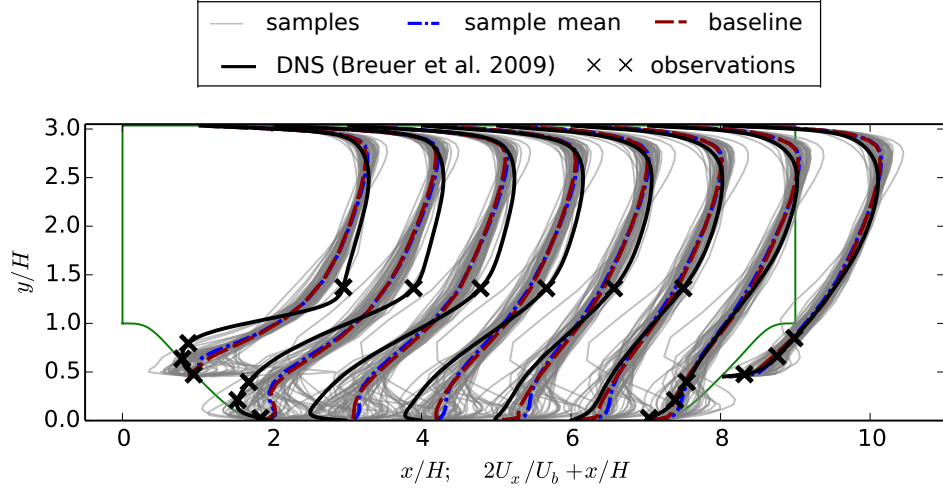 samples sample mean baseline
DNS (Breuer et al. 2009) × × observations
3.0
2.5
2.0
1.5
1.0
0.5
0.0
y/H
0 2 4 6 8 10
x/H; 2U_x/U_b + x/H